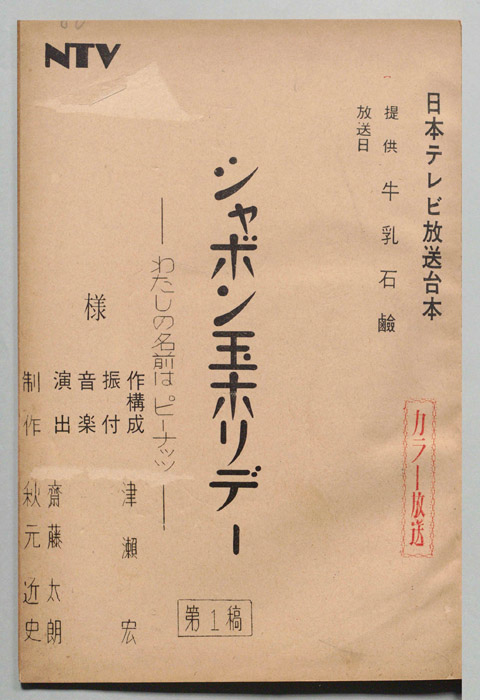 NTV
日本テレビ放送台本
提供 牛乳石鹼
放送日
カラー放送
シャボン玉ホリデー
―わたしの名前はピーナッツ―
第1稿
様
作構成 津瀬宏
振付
音楽
演出 齋藤太朗
制作 秋元近史